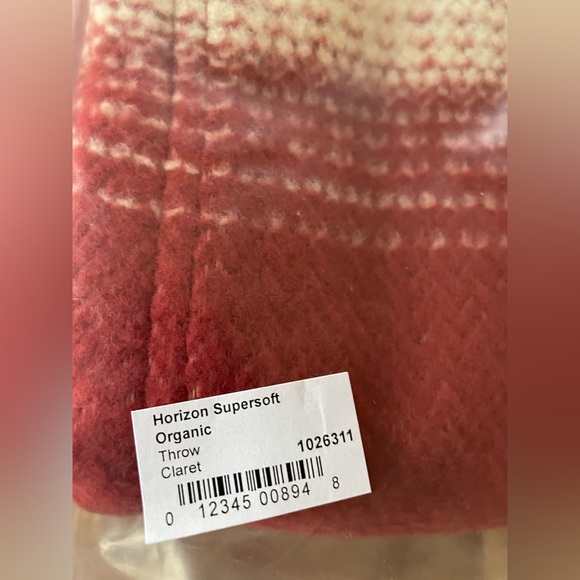 Horizon Supersoft
Organic
Throw 1026311
Claret
0 12345 00894 8